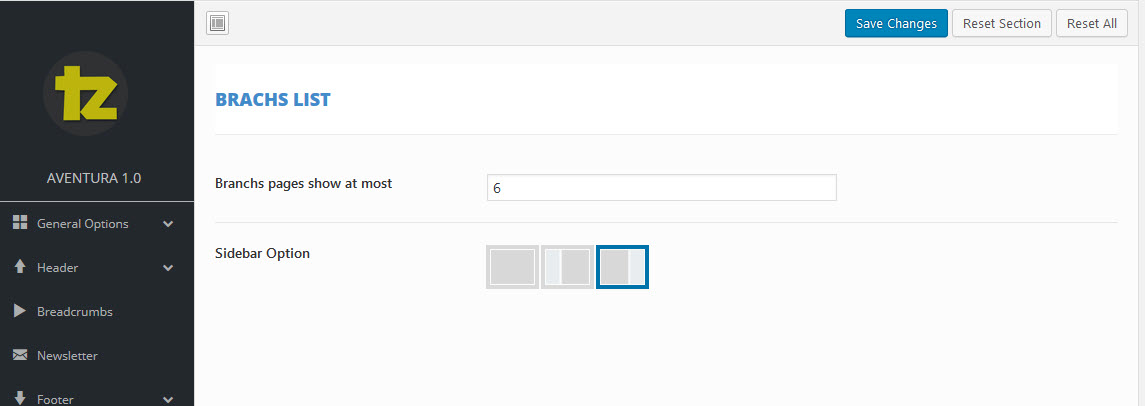 Save Changes Reset Section Reset All
tz
BRACHS LIST
AVENTURA 1.0
Branchs pages show at most 6
General Options
Sidebar Option
Header
Breadcrumbs
Newsletter
Footer